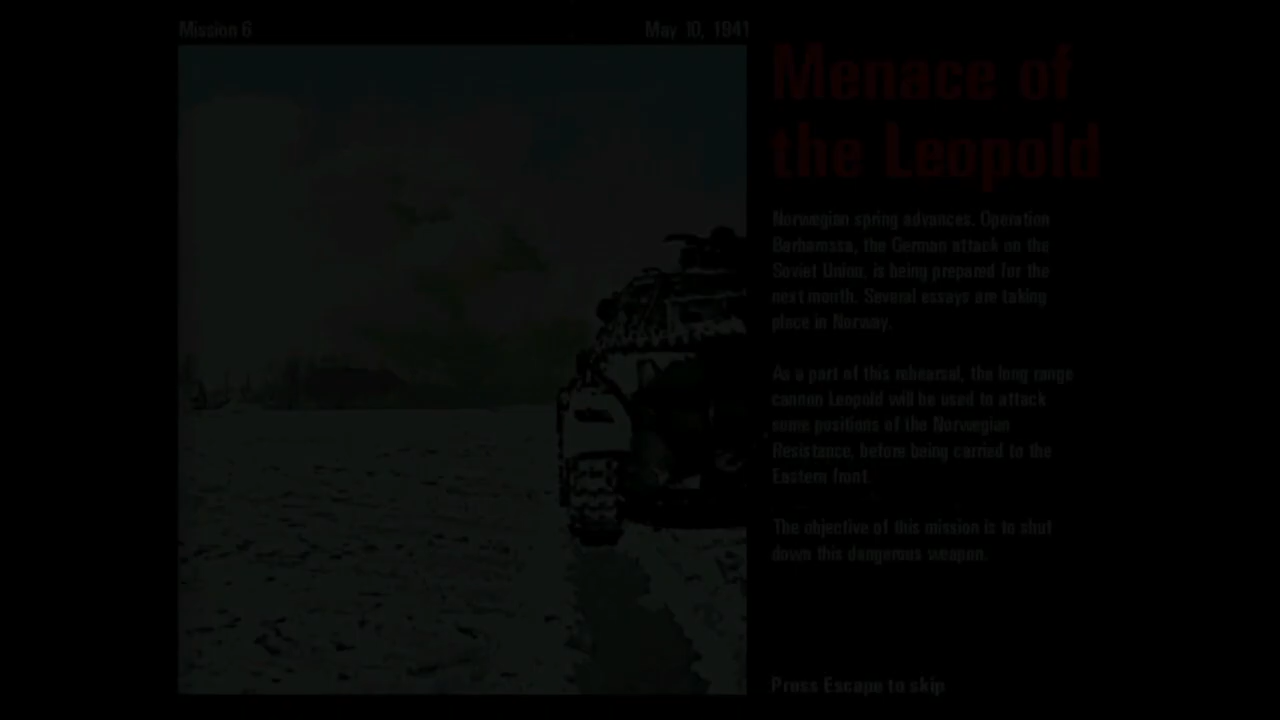 Mission 6
May 10, 1941
Menace of
the Leopold
Norwegian spring advances. Operation
Barbarossa, the German attack on the
Soviet Union, is being prepared for the
next month. Several essays are taking
place in Norway.
As a part of this rehearsal, the long range
cannon Leopold will be used to attack
some positions of the Norwegian
Resistance, before being carried to the
Eastern front.
The objective of this mission is to shut
down this dangerous weapon.
Press Escape to skip